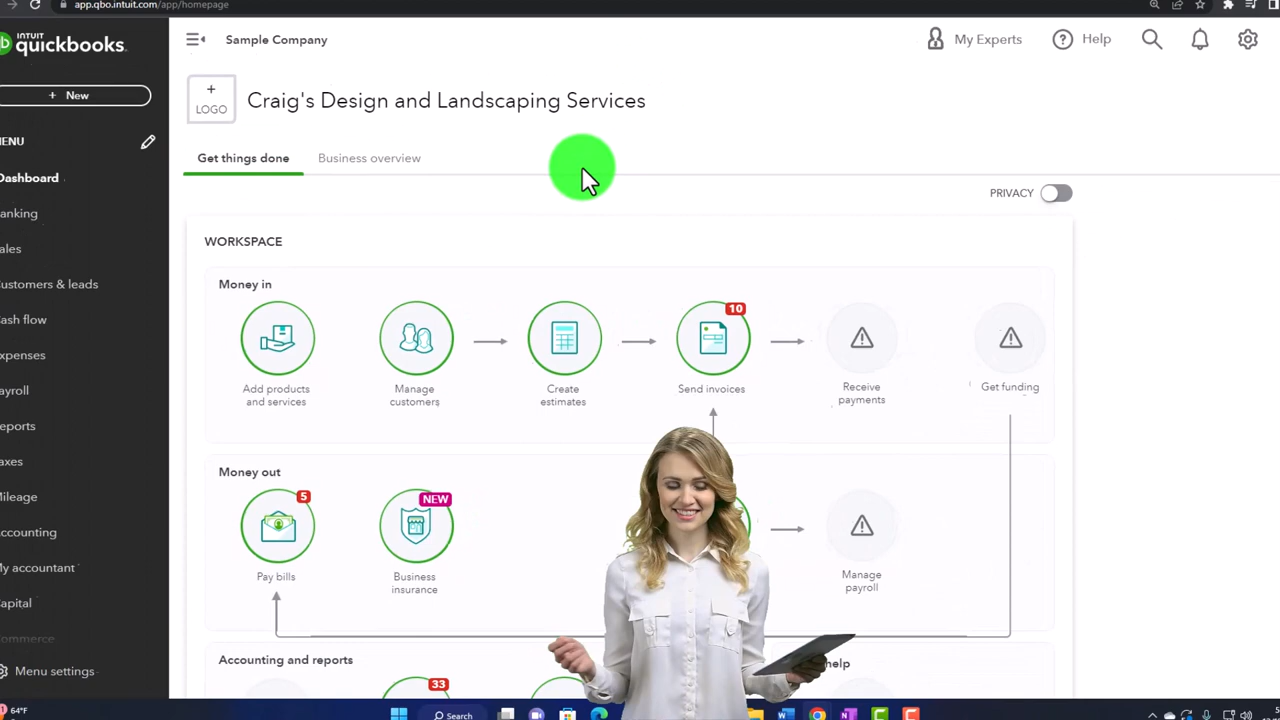 app.qbo.intuit.com/app/homepage
INTUIT
quickbooks.
Sample Company
My Experts
Help
+ New
+
LOGO
Craig's Design and Landscaping Services
ENU
Dashboard
Get things done
Business overview
PRIVACY
anking
ales
ustomers & leads
ash flow
xpenses
ayroll
eports
axes
Mileage
ccounting
y accountant
apital
ommerce
Menu settings
WORKSPACE
Money in
10
Add products
and services
Manage
customers
Create
estimates
Send invoices
Receive
payments
Get funding
Money out
5
NEW
Pay bills
Business
insurance
Manage
payroll
Accounting and reports
help
33
64°F
Search